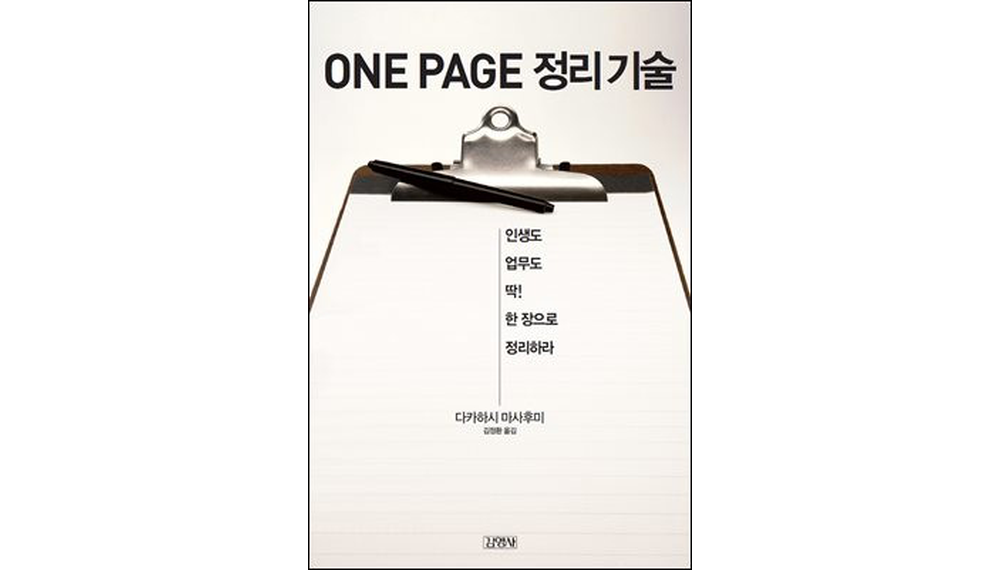 ONE PAGE 정리 기술
인생도
업무도
딱!
한 장으로
정리하라
다카하시 마사후미
김정환 옮김
김영사